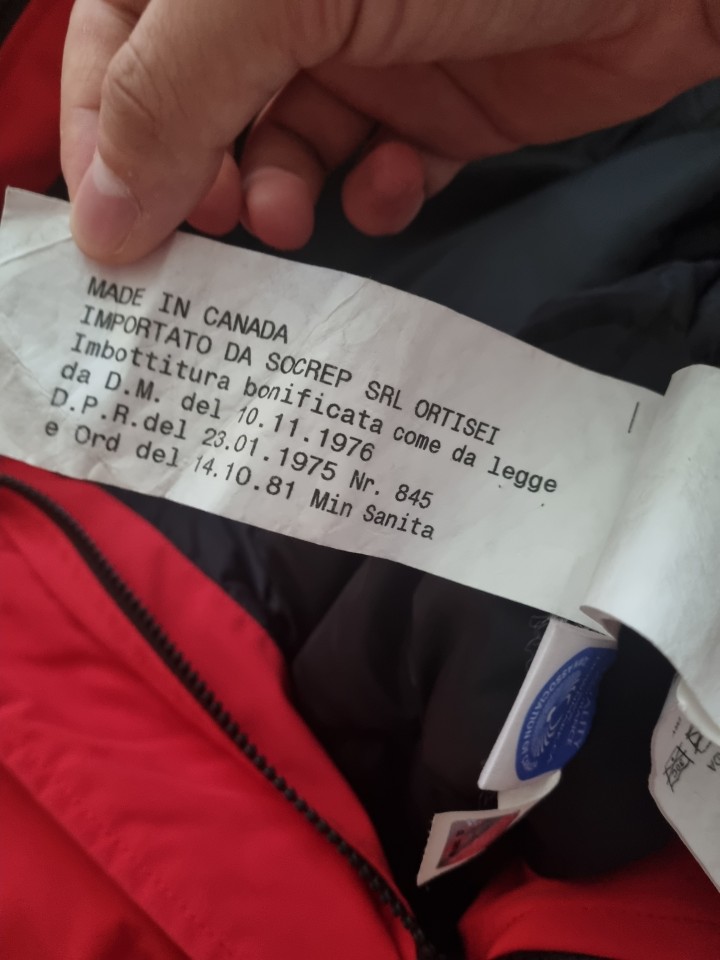 MADE IN CANADA
IMPORTATO DA SOCREP SRL ORTISEI
Imbottitura bonificata come da legge
da D.M. del 10.11.1976
D.P.R.del 23.01.1975 Nr. 845
e Ord del 14.10.81 Min Sanita
ASSOCIATION